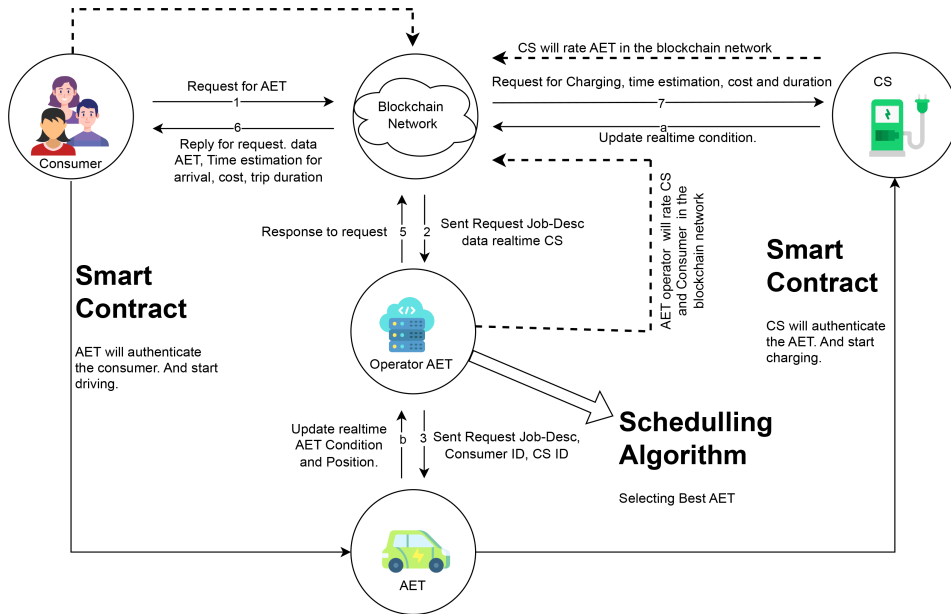 CS will rate AET in the blockchain network
Request for AET
1
6
Reply for request. data
AET, Time estimation for
arrival, cost, trip duration
Consumer
Blockchain
Network
Request for Charging, time estimation, cost and duration
7
a
Update realtime condition.
CS
Response to request
5
2
Sent Request Job-Desc
data realtime CS
AET operator will rate CS
and Consumer in the
blockchain network
Smart
Contract
AET will authenticate
the consumer. And start
driving.
Operator AET
Smart
Contract
CS will authenticate
the AET. And start
charging.
Update realtime
AET Condition
and Position.
b
3
Sent Request Job-Desc,
Consumer ID, CS ID
Schedulling
Algorithm
Selecting Best AET
AET